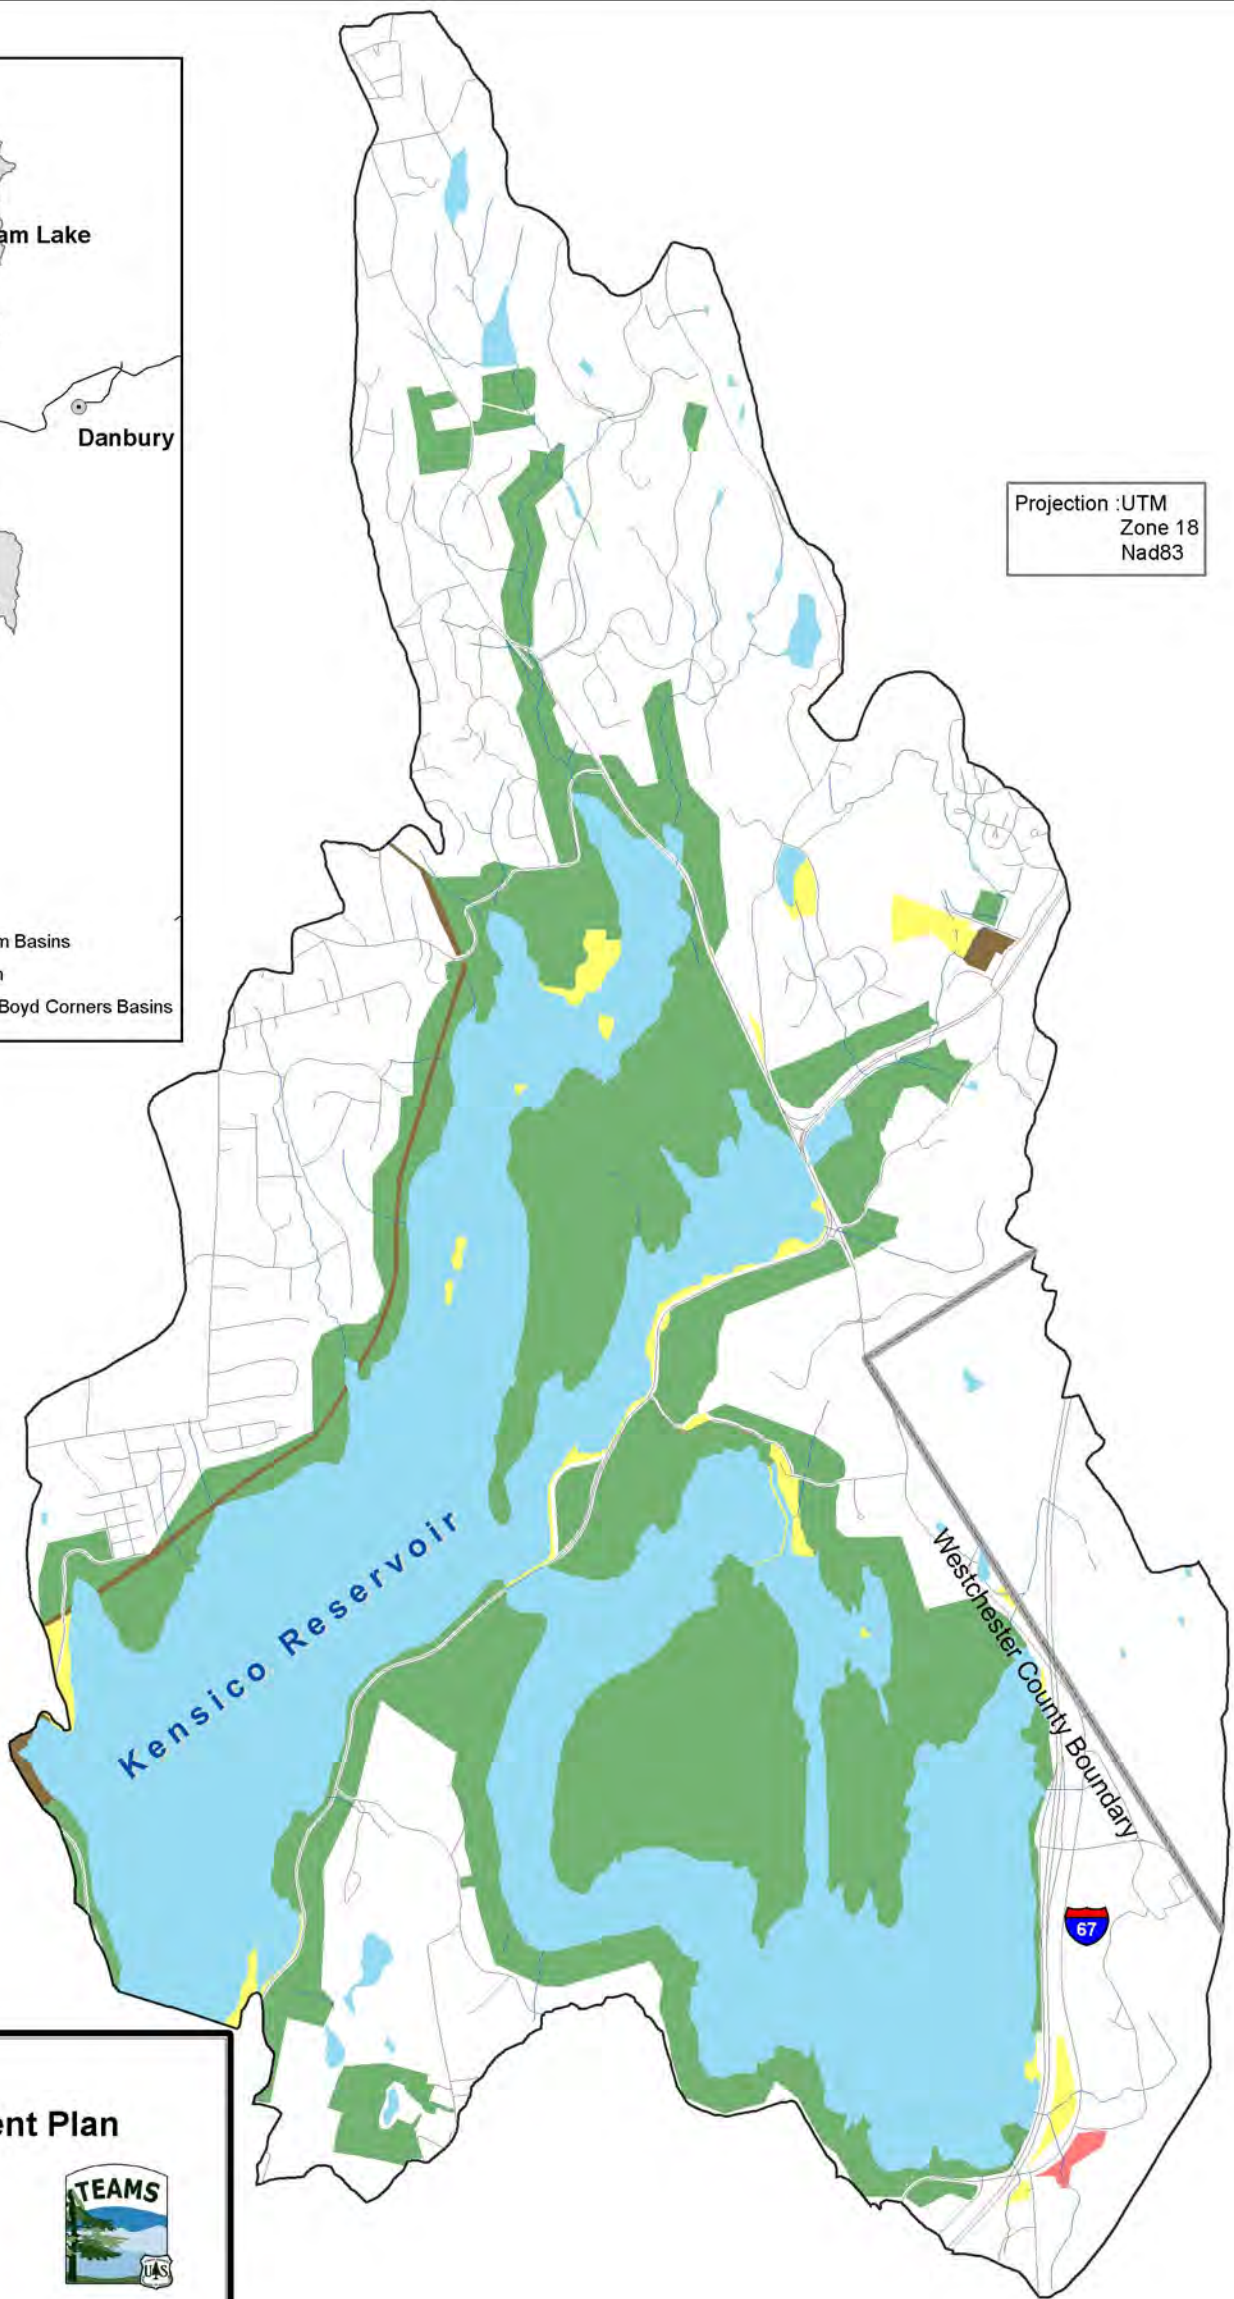 am Lake
Danbury
Projection :UTM
Zone 18
Nad83
m Basins
n
Boyd Corners Basins
Kensico Reservoir
Westchester County Boundary
67
ent Plan
TEAMS
U S